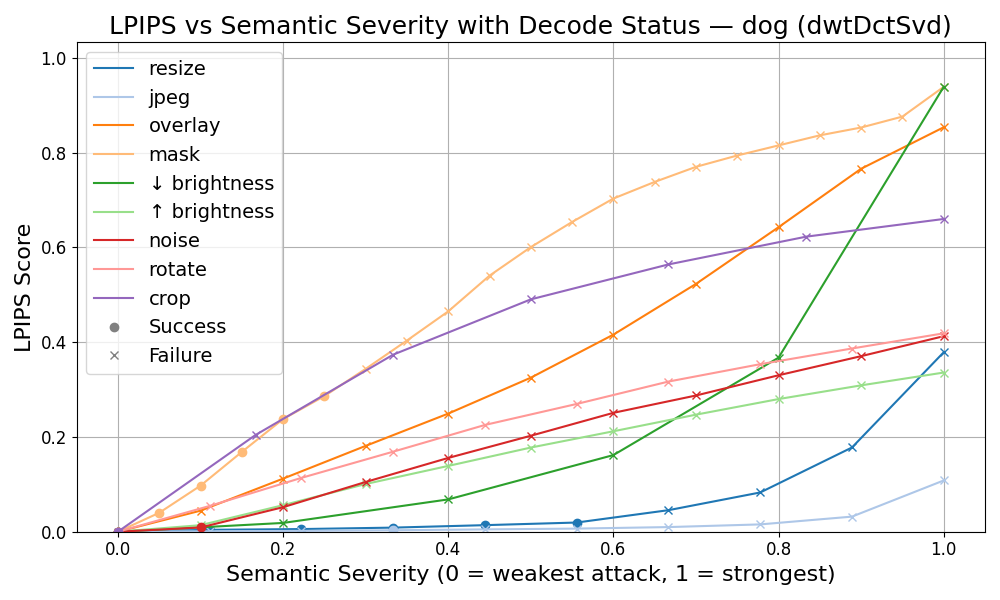 LPIPS vs Semantic Severity with Decode Status — dog (dwtDctSvd)
LPIPS Score
1.0
0.8
0.6
0.4
0.2
0.0
resize
jpeg
overlay
mask
↓ brightness
↑ brightness
noise
rotate
crop
Success
Failure
0.0 0.2 0.4 0.6 0.8 1.0
Semantic Severity (0 = weakest attack, 1 = strongest)